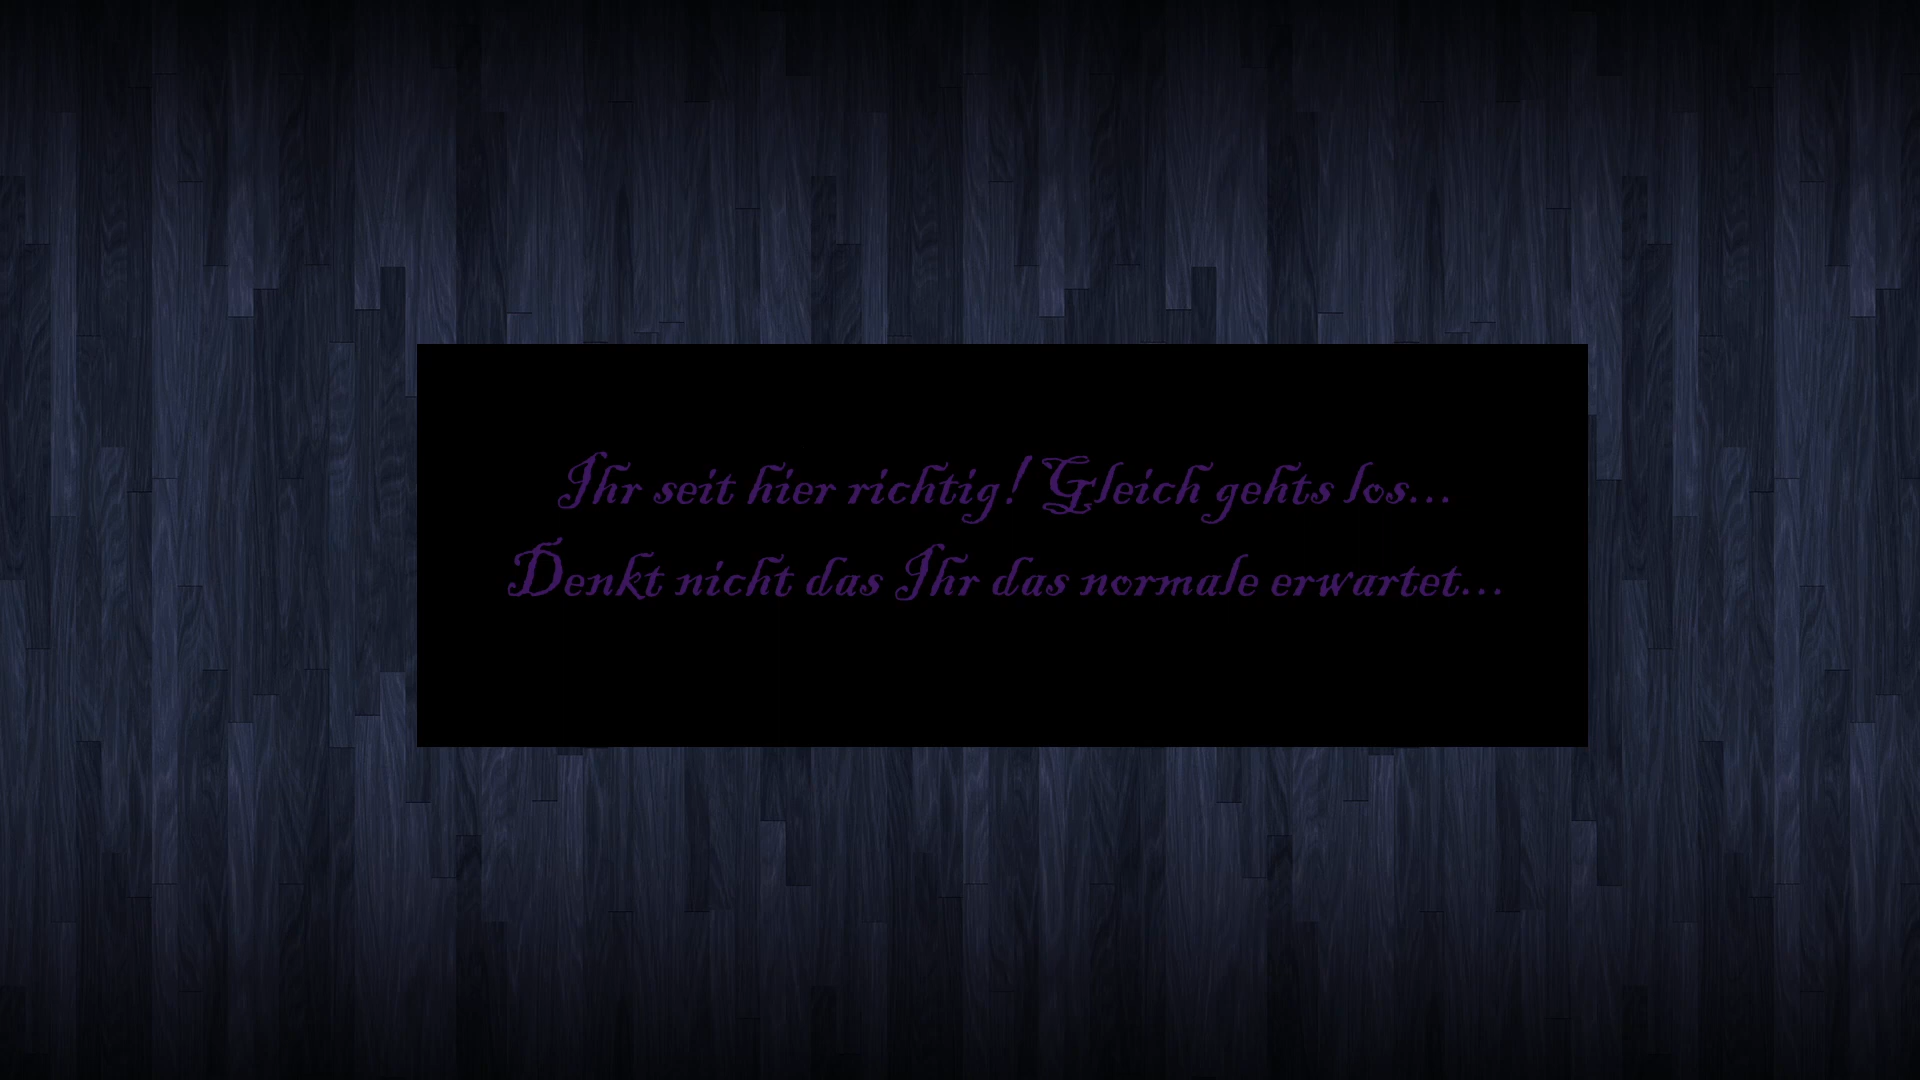 Ihr seit hier richtig! Gleich gehts los...
Denkt nicht das Ihr das normale erwartet...